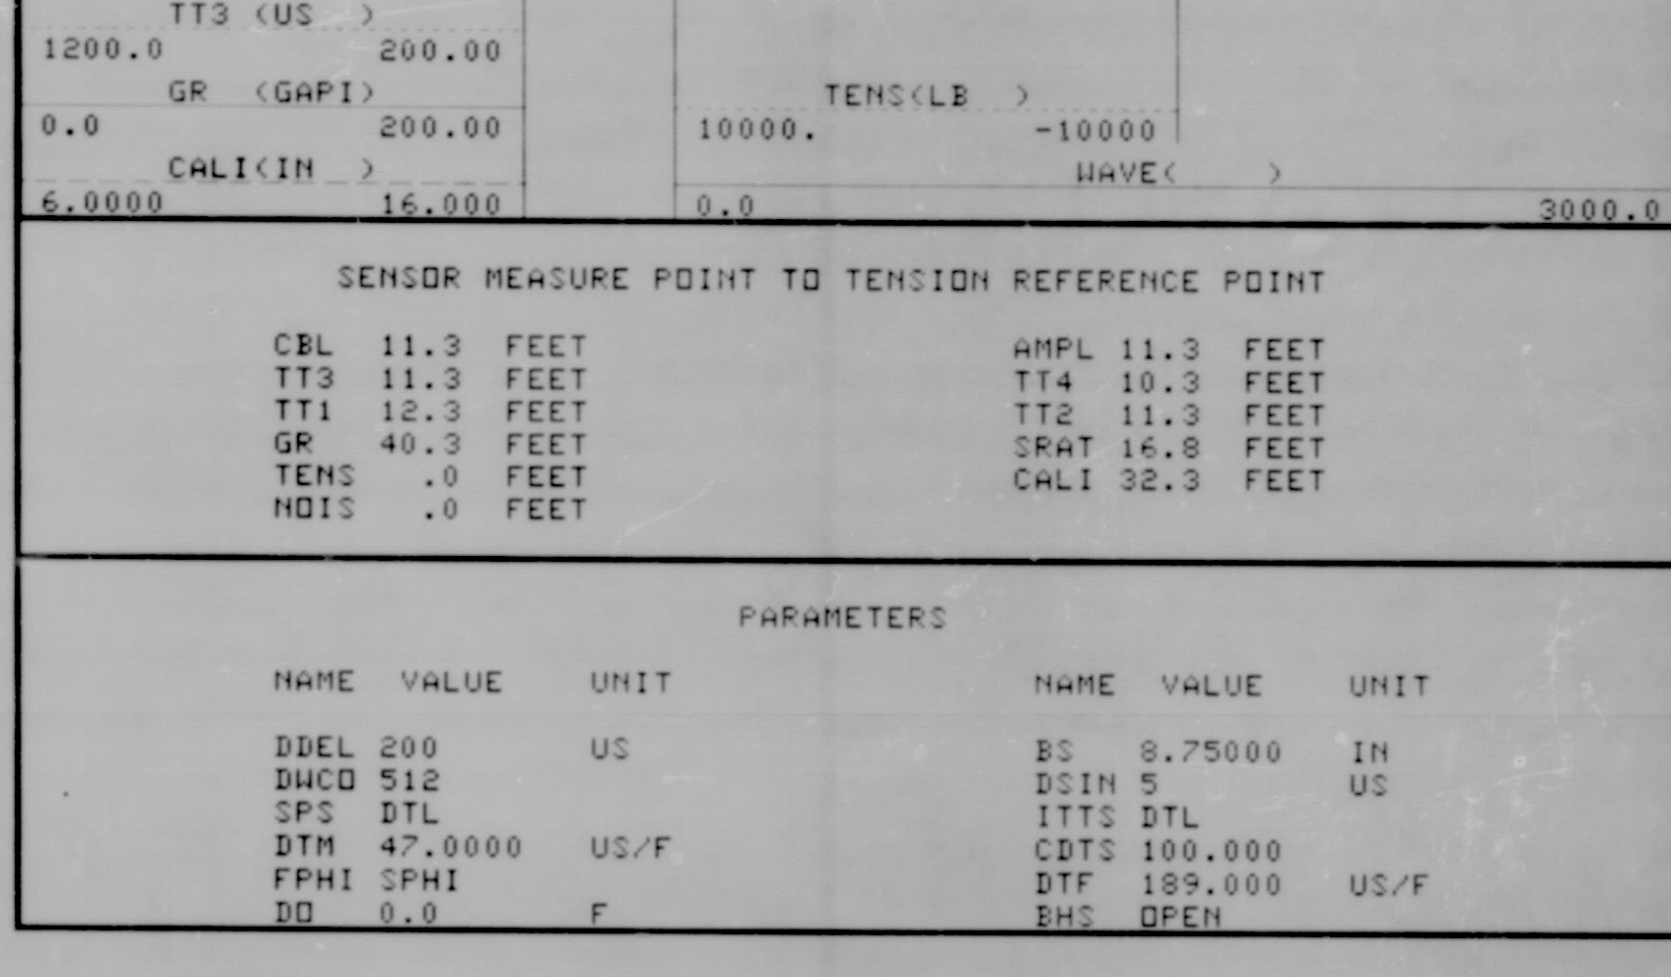 TT3 (US )
1200.0 200.00
GR (GAPI) TENS(LB )
0.0 200.00 10000. -10000
CALI(IN ) WAVE( )
6.0000 16.000 0.0 3000.0
SENSOR MEASURE POINT TO TENSION REFERENCE POINT
CBL 11.3 FEET AMPL 11.3 FEET
TT3 11.3 FEET TT4 10.3 FEET
TT1 12.3 FEET TT2 11.3 FEET
GR 40.3 FEET SRAT 16.8 FEET
TENS .0 FEET CALI 32.3 FEET
NOIS .0 FEET
PARAMETERS
NAME VALUE UNIT NAME VALUE UNIT
DDEL 200 US BS 8.75000 IN
DWCO 512 DSIN 5 US
SPS DTL ITTS DTL
DTM 47.0000 US/F CDTS 100.000
FPHI SPHI DTF 189.000 US/F
DO 0.0 F BHS OPEN